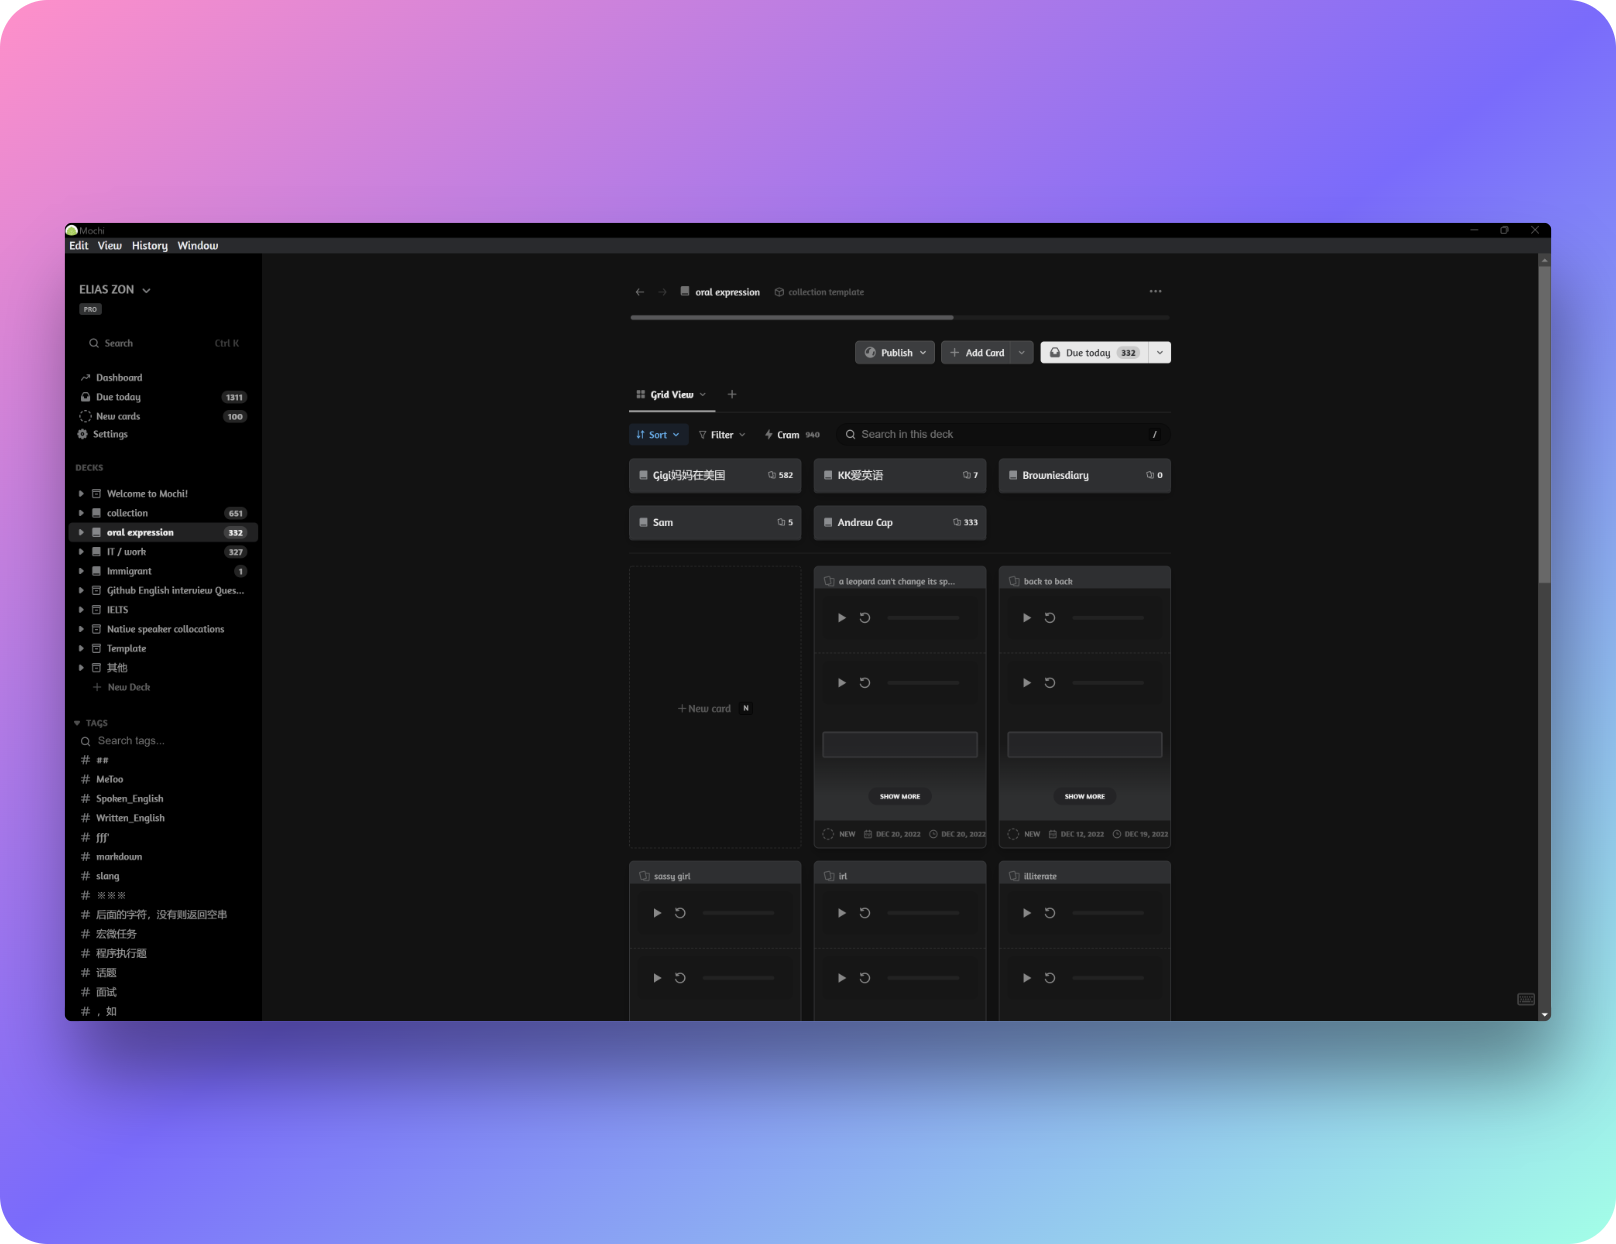 Mochi
Edit View History Window
ELIAS ZON
PRO
Search Ctrl K
Dashboard
Due today 1311
New cards 100
Settings
DECKS
Welcome to Mochi!
collection 651
oral expression 332
IT / work 327
Immigrant 1
Github English interview Ques...
IELTS
Native speaker collocations
Template
其他
New Deck
TAGS
Search tags...
# ##
# MeToo
# Spoken_English
# Written_English
# fff'
# markdown
# slang
# ※※※
# 后面的字符，没有则返回空串
# 宏微任务
# 程序执行题
# 话题
# 面试
# ，如
oral expression collection template
Publish Add Card Due today 332
Grid View
Sort Filter Cram 940 Search in this deck /
Gigi妈妈在美国 582
KK爱英语 7
Browniesdiary 0
Sam 5
Andrew Cap 333
New card N
a leopard can't change its sp...
SHOW MORE
NEW DEC 20, 2022 DEC 20, 2022
back to back
SHOW MORE
NEW DEC 12, 2022 DEC 19, 2022
sassy girl
irl
illiterate